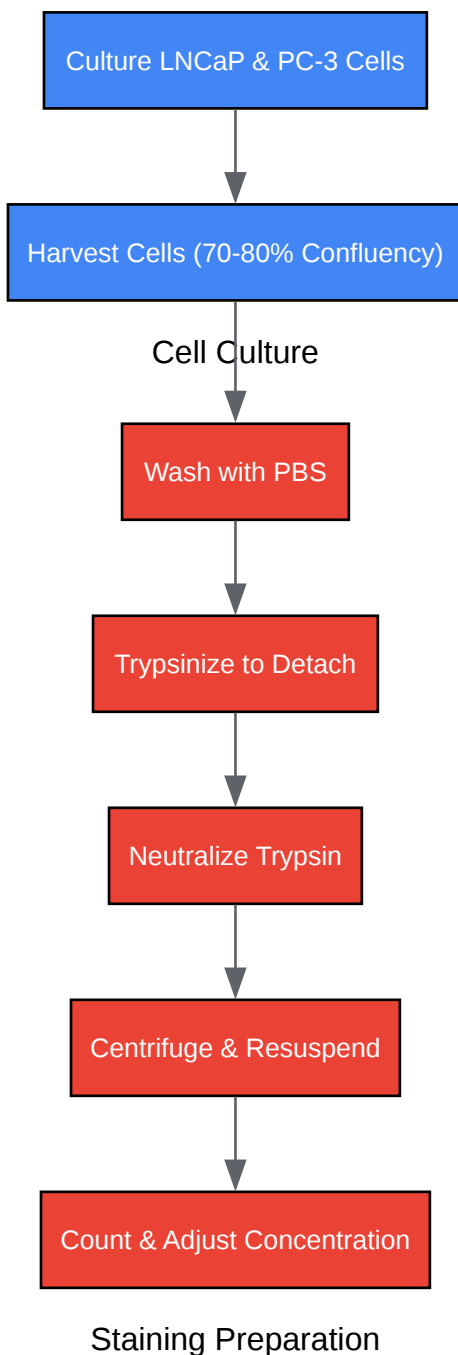 Culture LNCaP & PC-3 Cells
Harvest Cells (70-80% Confluency)
Cell Culture
Wash with PBS
Trypsinize to Detach
Neutralize Trypsin
Centrifuge & Resuspend
Count & Adjust Concentration
Staining Preparation